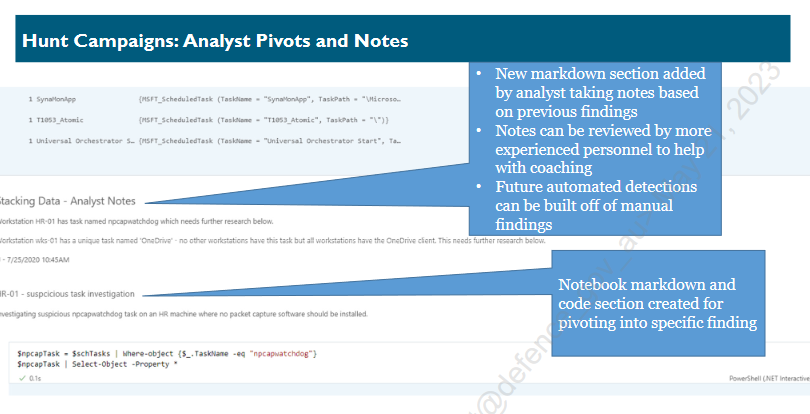 Hunt Campaigns: Analyst Pivots and Notes
1 SynaMonApp {MSFT_ScheduledTask (TaskName = "SynaMonApp", TaskPath = "\Microso…
1 T1053_Atomic {MSFT_ScheduledTask (TaskName = "T1053_Atomic", TaskPath = "\")}
1 Universal Orchestrator S… {MSFT_ScheduledTask (TaskName = "Universal Orchestrator Start", Ta…
• New markdown section added
by analyst taking notes based
on previous findings
• Notes can be reviewed by more
experienced personnel to help
with coaching
• Future automated detections
can be built off of manual
findings
Stacking Data - Analyst Notes
Workstation HR-01 has task named npcapwatchdog which needs further research below.
Workstation wks-01 has a unique task named 'OneDrive' - no other workstations have this task but all workstations have the OneDrive client. This needs further research below.
- 7/25/2020 10:45AM
HR-01 - suspicious task investigation
Investigating suspicious npcapwatchdog task on an HR machine where no packet capture software should be installed.
Notebook markdown and
code section created for
pivoting into specific finding
$npcapTask = $schTasks | Where-object {$_.TaskName -eq "npcapwatchdog"}
$npcapTask | Select-Object -Property *
✓ 0.1s
PowerShell (.NET Interactive
2023
@defens